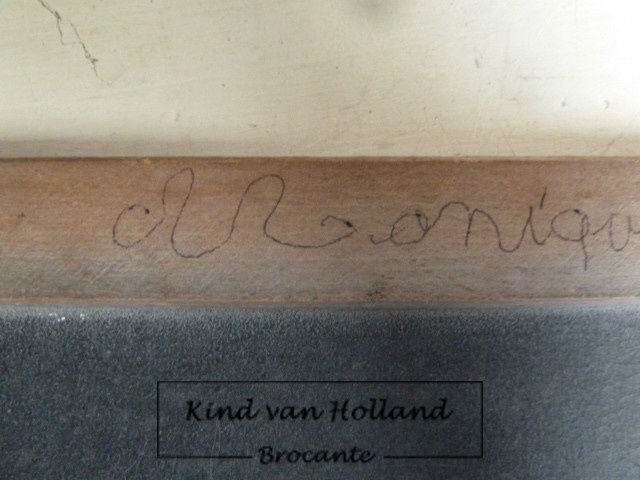 Moniqu
Kind van Holland
Brocante